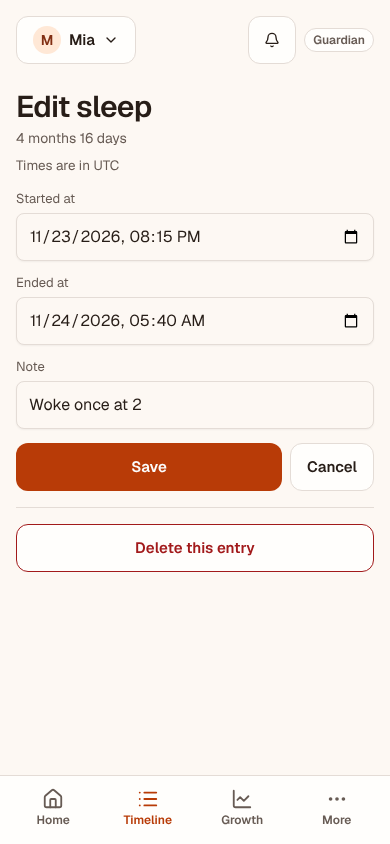 M Mia Guardian
Edit sleep
4 months 16 days
Times are in UTC
Started at
11/23/2026, 08:15 PM
Ended at
11/24/2026, 05:40 AM
Note
Woke once at 2
Save Cancel
Delete this entry
Home Timeline Growth More